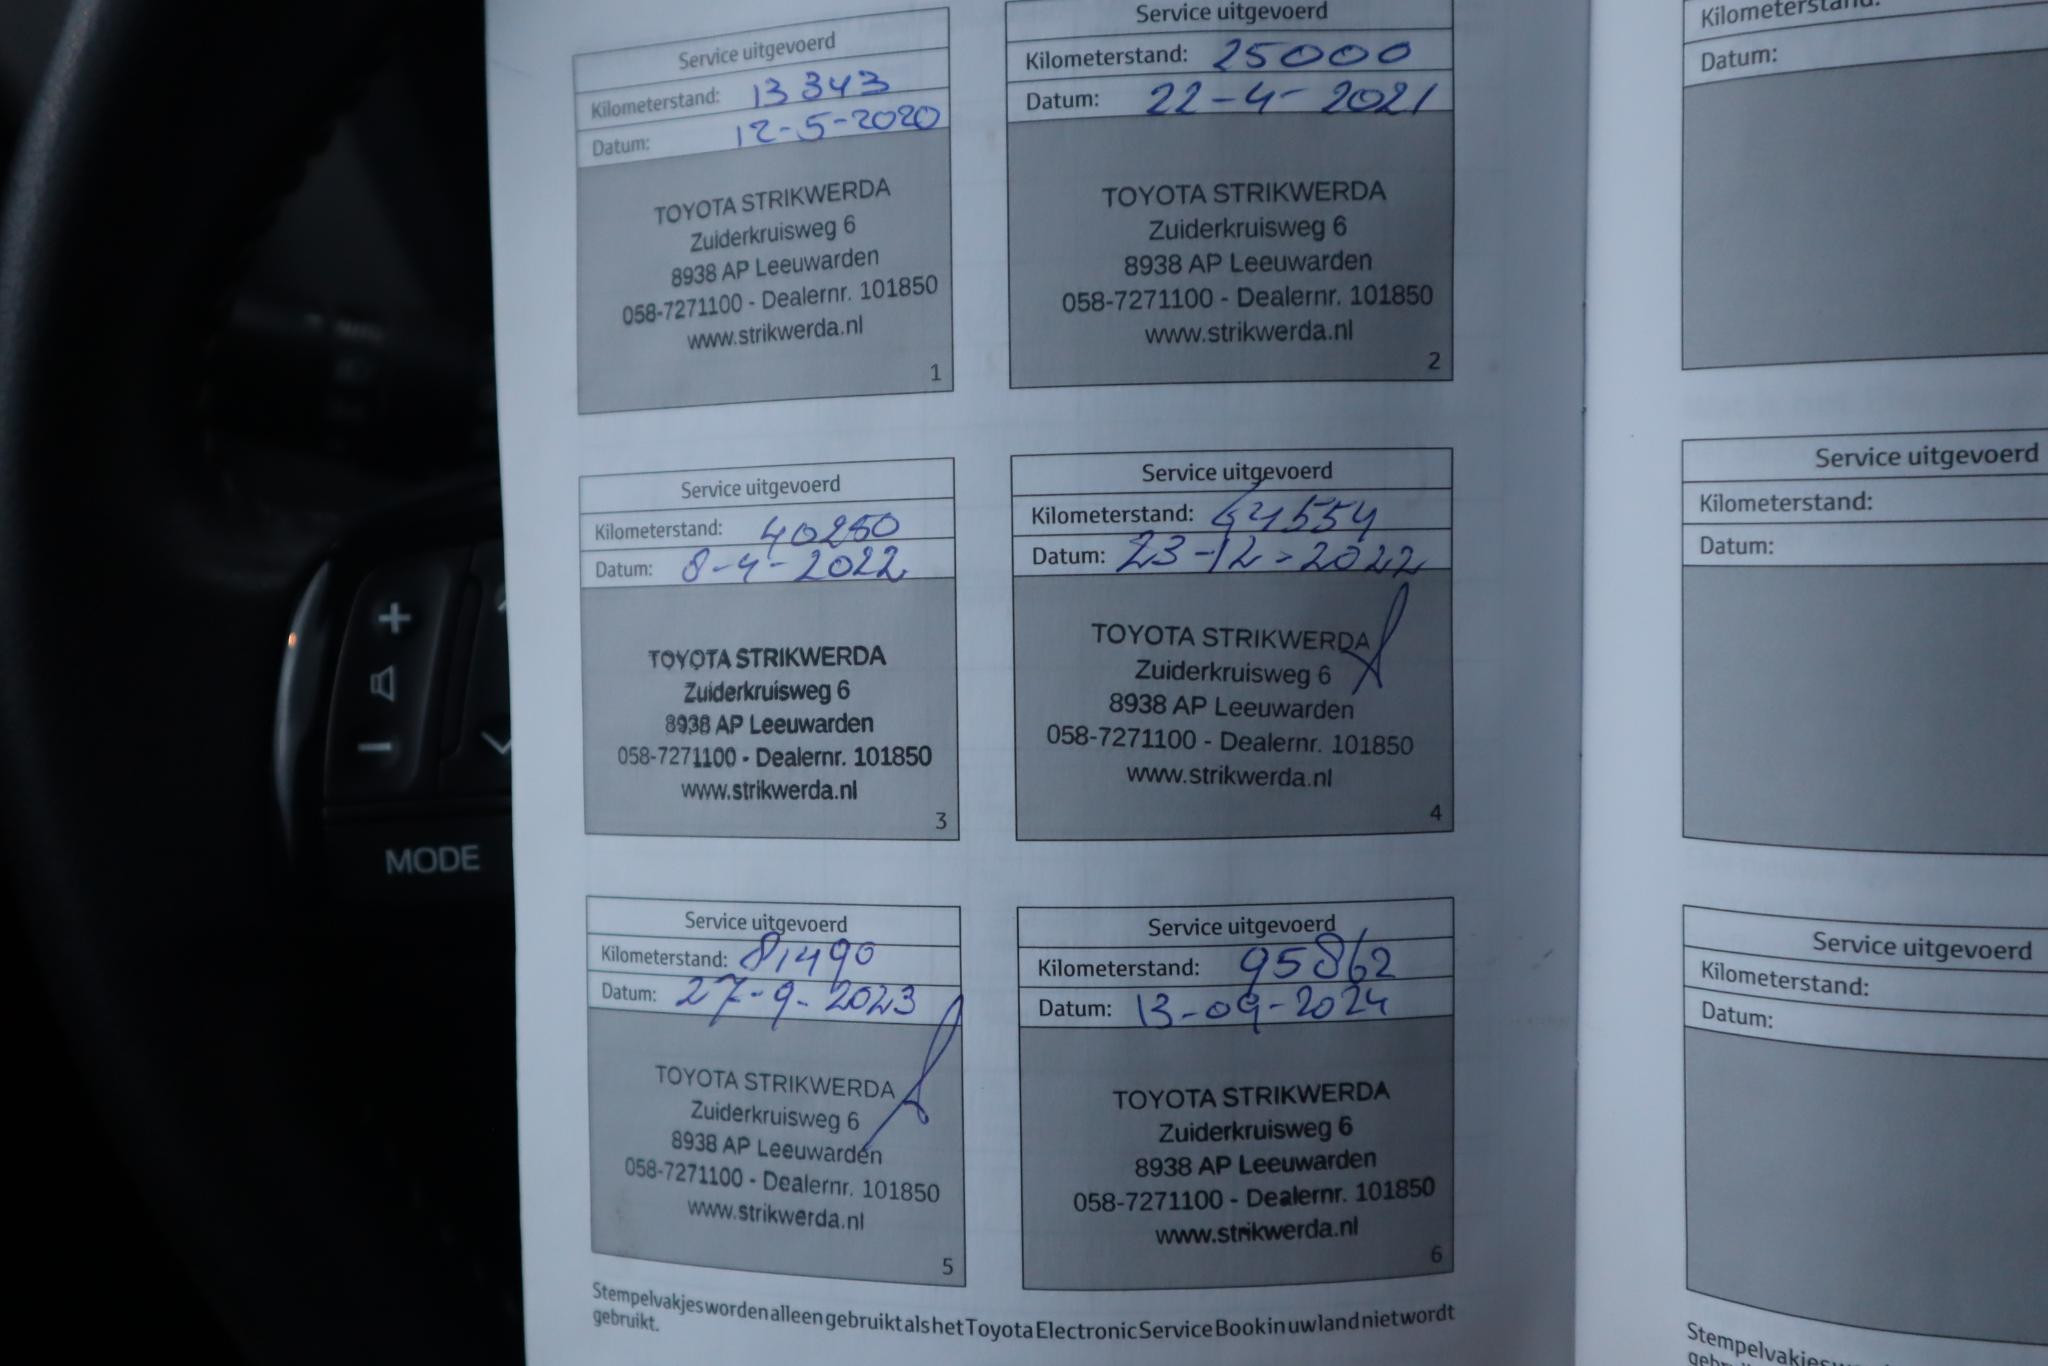 Service uitgevoerd
Kilometerstand: 13343
Datum: 12-5-2020
TOYOTA STRIKWERDA
Zuiderkruisweg 6
8938 AP Leeuwarden
058-7271100 - Dealernr. 101850
www.strikwerda.nl
1
Service uitgevoerd
Kilometerstand: 25000
Datum: 22-4-2021
TOYOTA STRIKWERDA
Zuiderkruisweg 6
8938 AP Leeuwarden
058-7271100 - Dealernr. 101850
www.strikwerda.nl
2
Service uitgevoerd
Kilometerstand: 40250
Datum: 8-4-2022
TOYOTA STRIKWERDA
Zuiderkruisweg 6
8938 AP Leeuwarden
058-7271100 - Dealernr. 101850
www.strikwerda.nl
3
Service uitgevoerd
Kilometerstand:
Datum: 23-12-2022
TOYOTA STRIKWERDA
Zuiderkruisweg 6
8938 AP Leeuwarden
058-7271100 - Dealernr. 101850
www.strikwerda.nl
4
Service uitgevoerd
Kilometerstand: 81490
Datum: 27-9-2023
TOYOTA STRIKWERDA
Zuiderkruisweg 6
8938 AP Leeuwarden
058-7271100 - Dealernr. 101850
www.strikwerda.nl
5
Service uitgevoerd
Kilometerstand: 95862
Datum: 13-09-2024
TOYOTA STRIKWERDA
Zuiderkruisweg 6
8938 AP Leeuwarden
058-7271100 - Dealernr. 101850
www.strikwerda.nl
6
Stempelvakjes worden alleen gebruikt als het Toyota Electronic Service Book in uw land niet wordt
gebruikt.
Kilometerstand:
Datum:
Service uitgevoerd
Kilometerstand:
Datum:
Service uitgevoerd
Kilometerstand:
Datum:
Stempelvakjes
MODE